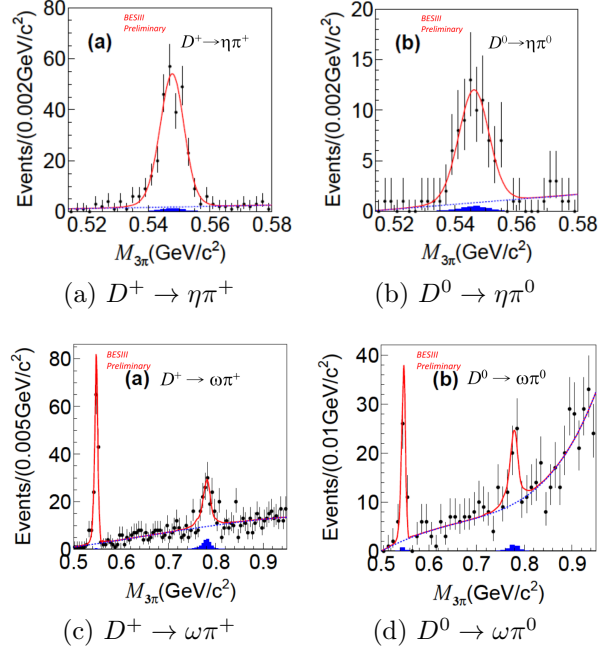 BESIII
Preliminary
(a)
D⁺→ηπ⁺
Events/(0.002GeV/c²)
80
60
40
20
0
0.52
0.54
0.56
0.58
M₃π(GeV/c²)
(a) D⁺ → ηπ⁺
BESIII
Preliminary
(b)
D⁰→ηπ⁰
Events/(0.002GeV/c²)
20
15
10
5
0
0.52
0.54
0.56
0.58
M₃π(GeV/c²)
(b) D⁰ → ηπ⁰
BESIII
Preliminary
(a)
D⁺→ ωπ⁺
Events/(0.005GeV/c²)
80
60
40
20
0
0.5
0.6
0.7
0.8
0.9
M₃π(GeV/c²)
(c) D⁺ → ωπ⁺
BESIII
Preliminary
(b)
D⁰→ ωπ⁰
Events/(0.01GeV/c²)
40
30
20
10
0
0.5
0.6
0.7
0.8
0.9
M₃π(GeV/c²)
(d) D⁰ → ωπ⁰